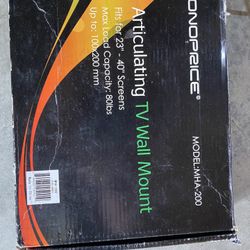 ONOPRICE®
Articulating TV Wall Mount
Fits for 23" - 40" Screens
Max Load Capacity: 80lbs
Up to: 100x200 mm
MODEL:MHA-200